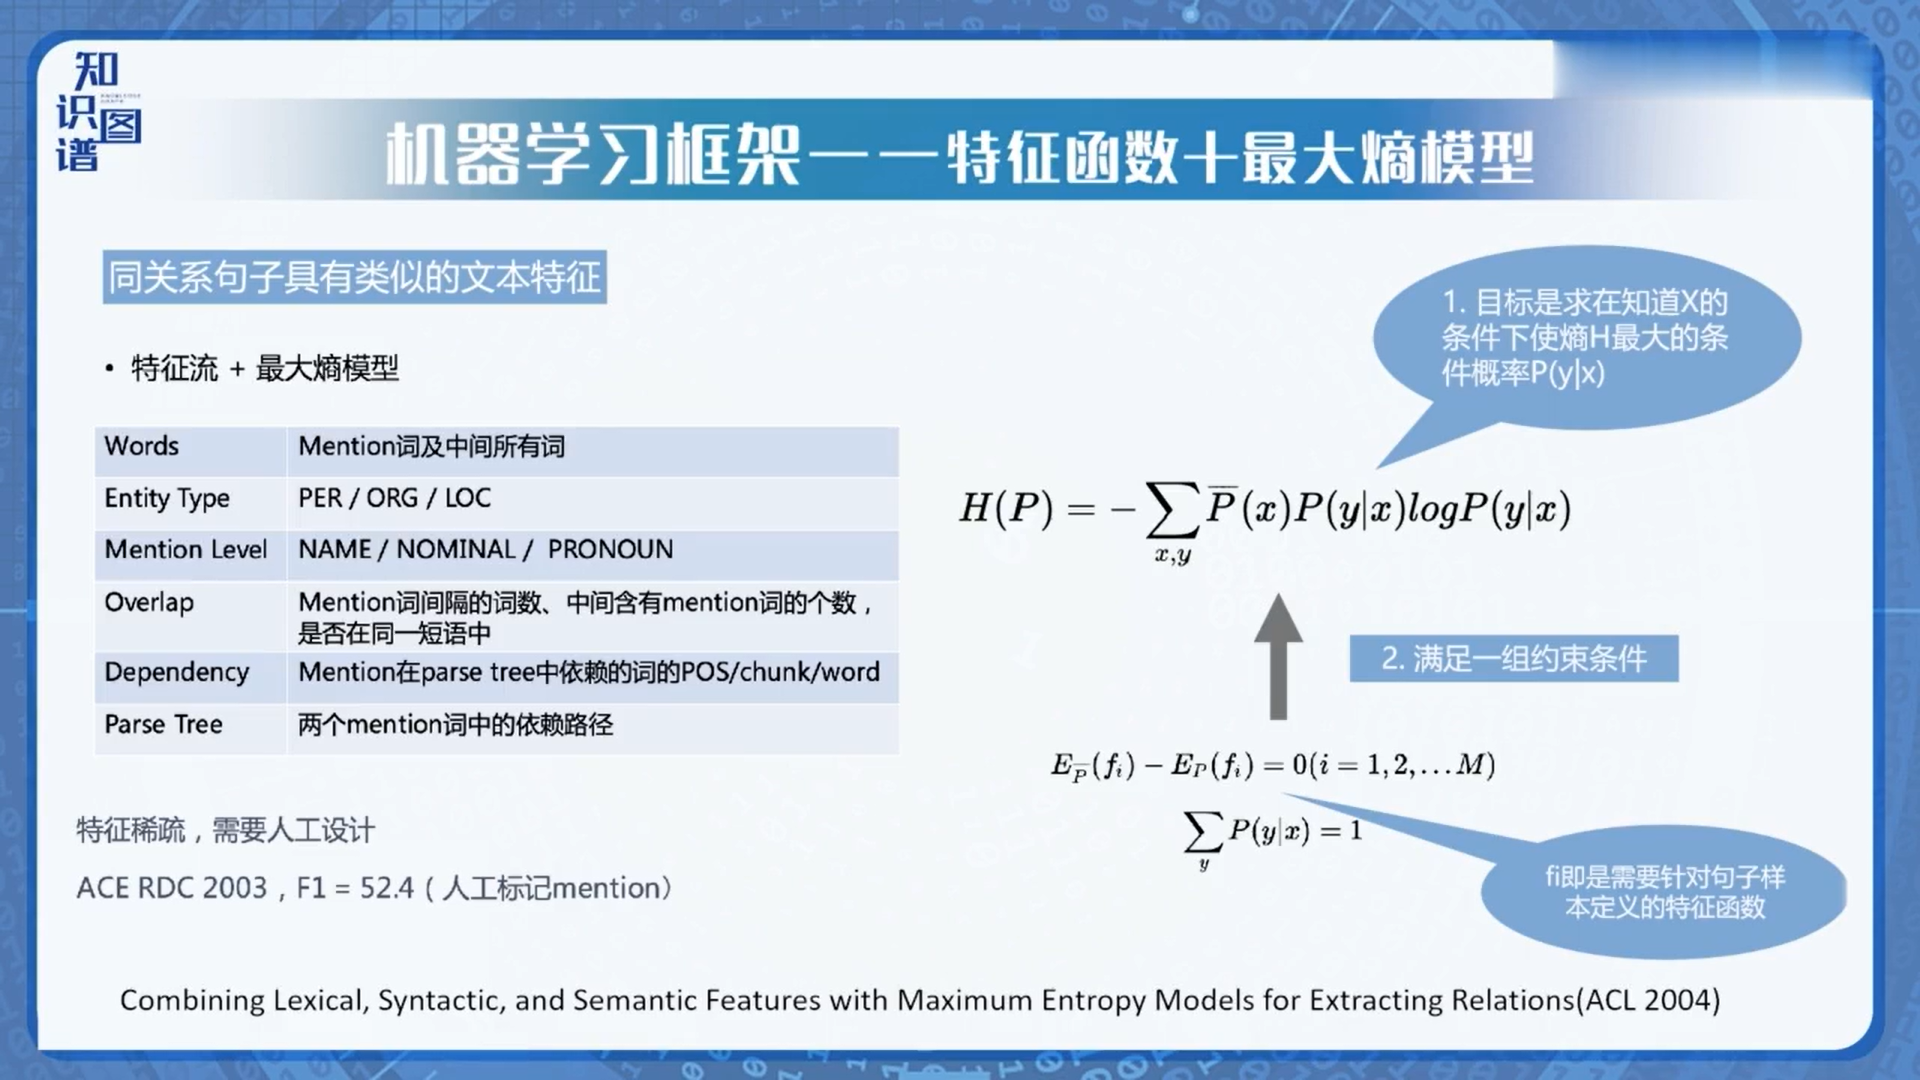 知
识图
谱
机器学习框架——特征函数+最大熵模型
同关系句子具有类似的文本特征
• 特征流 + 最大熵模型
Words Mention词及中间所有词
Entity Type PER / ORG / LOC
Mention Level NAME / NOMINAL / PRONOUN
Overlap Mention词间隔的词数、中间含有mention词的个数，
是否在同一短语中
Dependency Mention在parse tree中依赖的词的POS/chunk/word
Parse Tree 两个mention词中的依赖路径
特征稀疏，需要人工设计
ACE RDC 2003，F1 = 52.4（人工标记mention）
1. 目标是求在知道X的
条件下使熵H最大的条
件概率P(y|x)
H(P) = −∑_{x,y} P̅(x)P(y|x)logP(y|x)
2. 满足一组约束条件
E_{P̅}(f_i) − E_P(f_i) = 0(i = 1, 2, ... M)
∑_y P(y|x) = 1
fi即是需要针对句子样
本定义的特征函数
Combining Lexical, Syntactic, and Semantic Features with Maximum Entropy Models for Extracting Relations(ACL 2004)